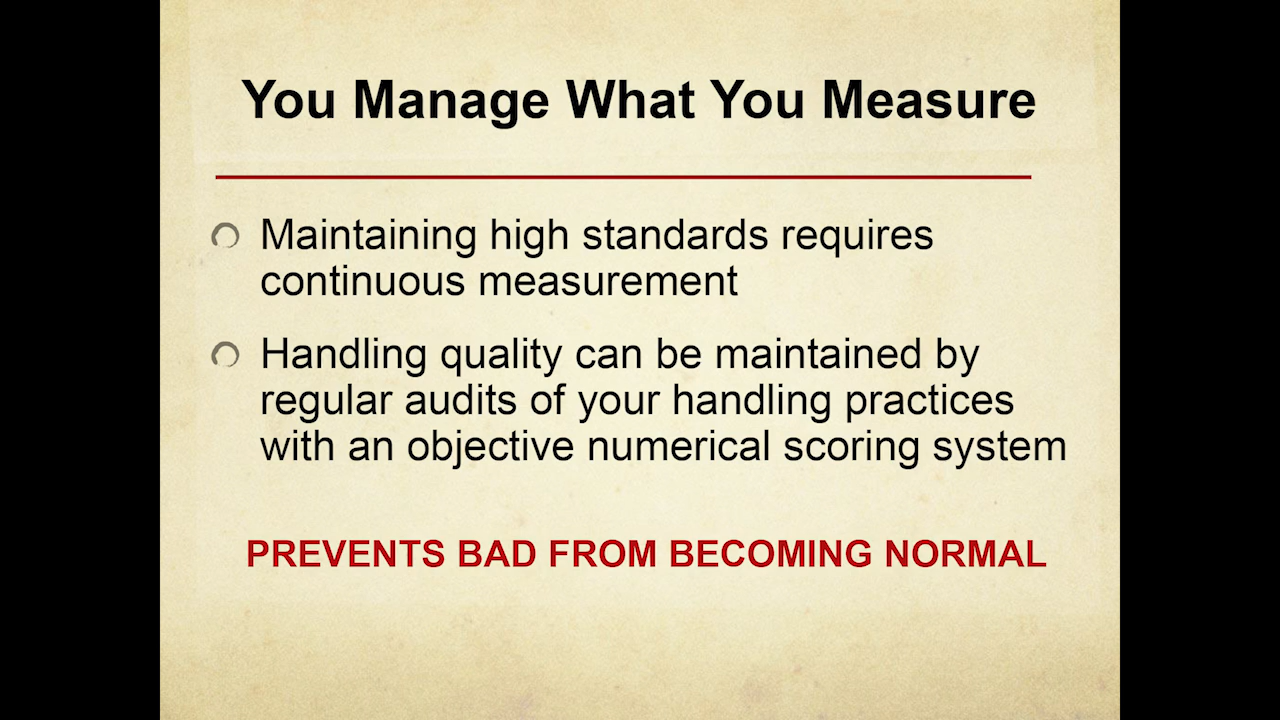 You Manage What You Measure
Maintaining high standards requires
continuous measurement
Handling quality can be maintained by
regular audits of your handling practices
with an objective numerical scoring system
PREVENTS BAD FROM BECOMING NORMAL